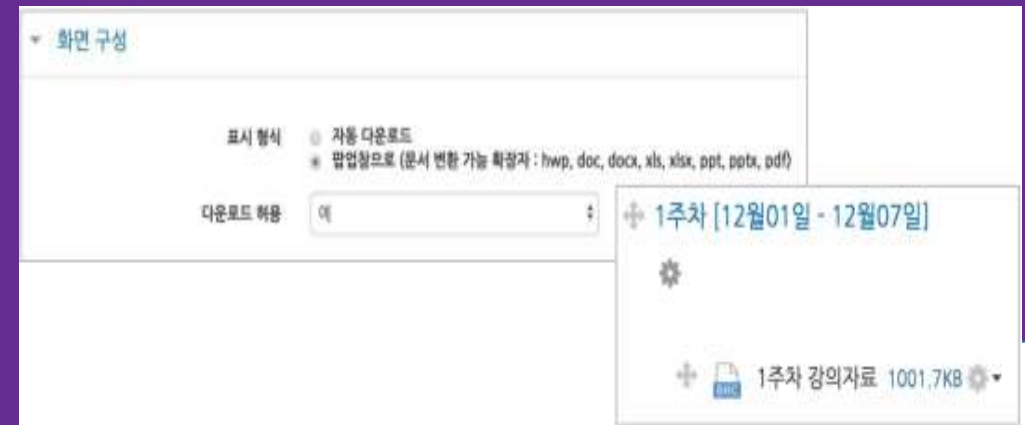 화면 구성
표시 형식
자동 다운로드
팝업창으로 (문서 변환 가능 확장자 : hwp, doc, docx, xls, xlsx, ppt, pptx, pdf)
다운로드 허용 예
1주차 [12월01일 - 12월07일]
1주차 강의자료 1001.7KB